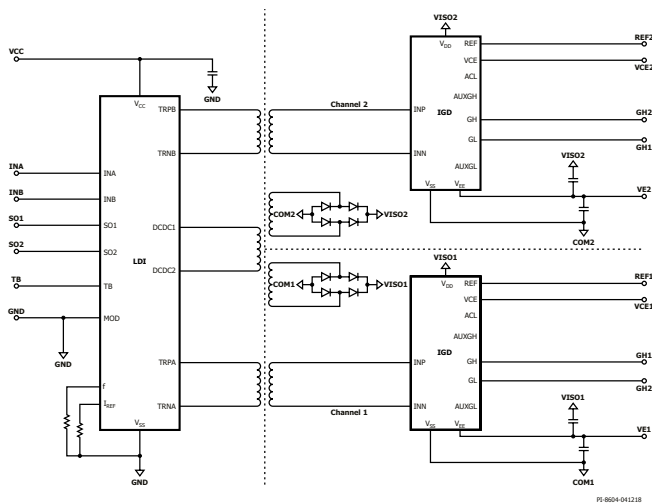 VISO2
REF2
VCC
VDD
REF
VCE
VCE2
ACL
GND
VCC
AUXGH
TRPB
Channel 2
INP
IGD
GH
GH2
GL
TRNB
INN
GH1
INA
INA
AUXGL
VISO2
INB
INB
VSS
VEE
VE2
SO1
SO1
COM2
VISO2
DCDC1
COM2
SO2
SO2
VISO1
LDI
DCDC2
COM1
VISO1
REF
REF1
TB
TB
VDD
VCE
VCE1
GND
ACL
MOD
AUXGH
IGD
GND
TRPA
INP
GH
GH1
GL
GH2
f
VISO1
IREF
TRNA
INN
AUXGL
Channel 1
VSS
VSS
VEE
VE1
GND
COM1
PI-8604-041218